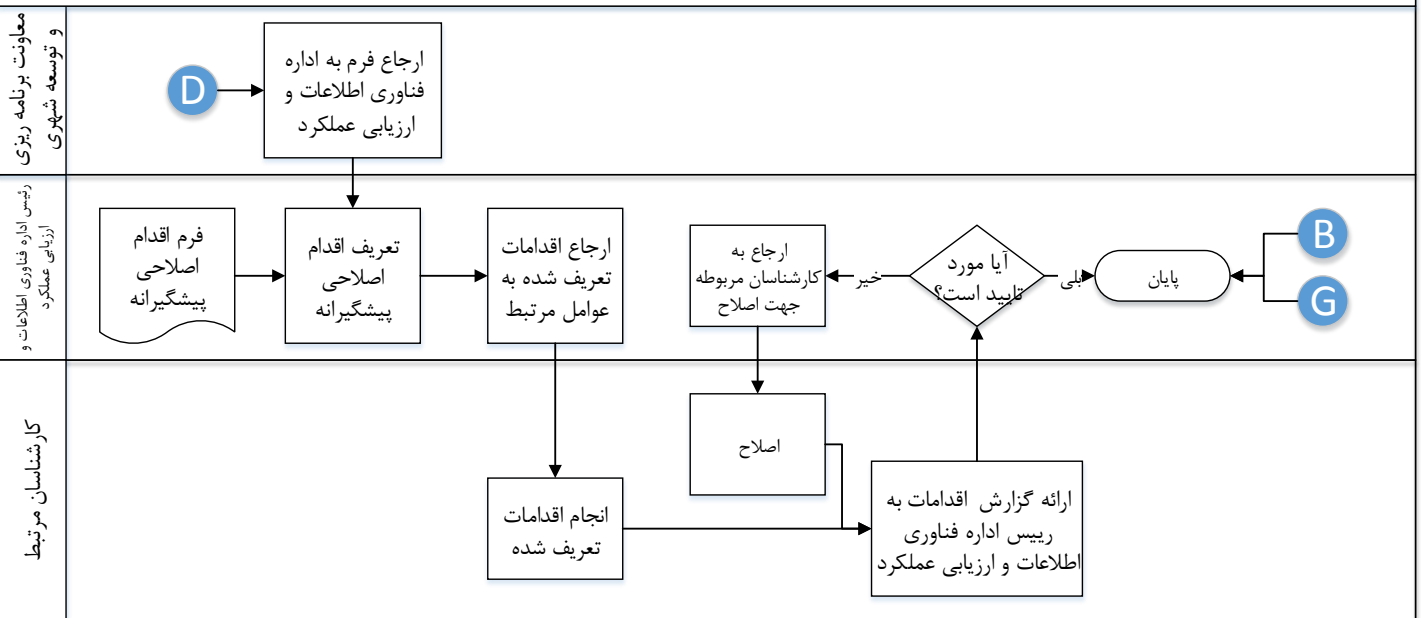 معاونت برنامه ریزی
و توسعه شهری
D
ارجاع فرم به اداره
فناوری اطلاعات و
ارزیابی عملکرد
رئیس اداره فناوری اطلاعات و
ارزیابی عملکرد
فرم اقدام
اصلاحی
پیشگیرانه
تعریف اقدام
اصلاحی
پیشگیرانه
ارجاع اقدامات
تعریف شده به
عوامل مرتبط
ارجاع به
کارشناسان مربوطه
جهت اصلاح
خیر
آیا مورد
تایید است؟
بلی
پایان
B
G
کارشناسان مرتبط
انجام اقدامات
تعریف شده
اصلاح
ارائه گزارش اقدامات به
رییس اداره فناوری
اطلاعات و ارزیابی عملکرد